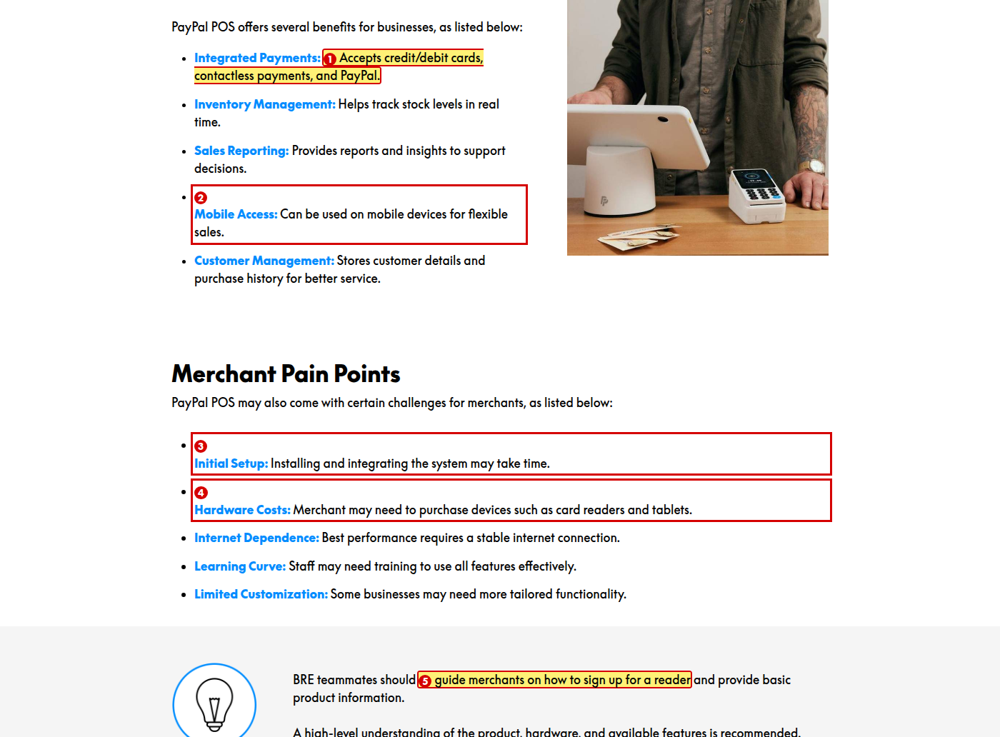 PayPal POS offers several benefits for businesses, as listed below:
Integrated Payments: 1 Accepts credit/debit cards,
contactless payments, and PayPal.
Inventory Management: Helps track stock levels in real
time.
Sales Reporting: Provides reports and insights to support
decisions.
2
Mobile Access: Can be used on mobile devices for flexible
sales.
Customer Management: Stores customer details and
purchase history for better service.
Merchant Pain Points
PayPal POS may also come with certain challenges for merchants, as listed below:
3
Initial Setup: Installing and integrating the system may take time.
4
Hardware Costs: Merchant may need to purchase devices such as card readers and tablets.
Internet Dependence: Best performance requires a stable internet connection.
Learning Curve: Staff may need training to use all features effectively.
Limited Customization: Some businesses may need more tailored functionality.
BRE teammates should 5 guide merchants on how to sign up for a reader and provide basic
product information.
A high-level understanding of the product, hardware, and available features is recommended.